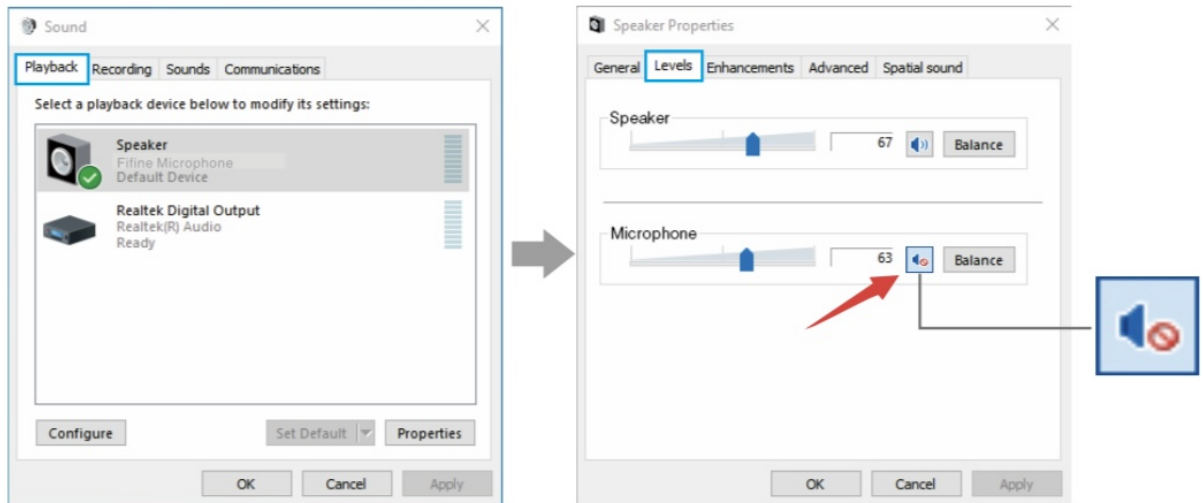 Sound
Playback Recording Sounds Communications
Select a playback device below to modify its settings:
Speaker
Fifine Microphone
Default Device
Realtek Digital Output
Realtek(R) Audio
Ready
Configure Set Default Properties
OK Cancel Apply
Speaker Properties
General Levels Enhancements Advanced Spatial sound
Speaker
67 Balance
Microphone
63 Balance
OK Cancel Apply